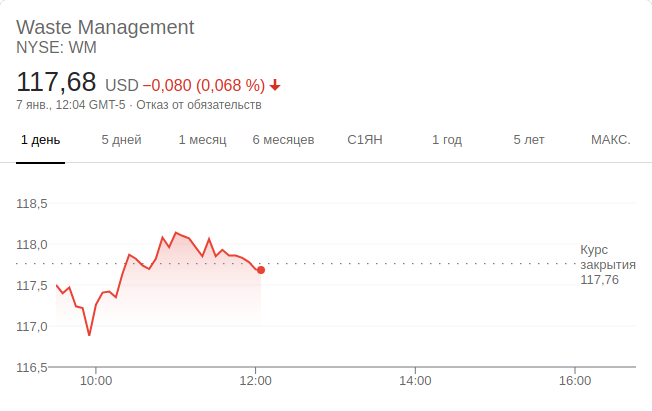 Waste Management
NYSE: WM
117,68 USD −0,080 (0,068 %)
7 янв., 12:04 GMT-5 · Отказ от обязательств
1 день 5 дней 1 месяц 6 месяцев С1ЯН 1 год 5 лет МАКС.
118,5
118,0
Курс
закрытия
117,76
117,5
117,0
116,5
10:00 12:00 14:00 16:00